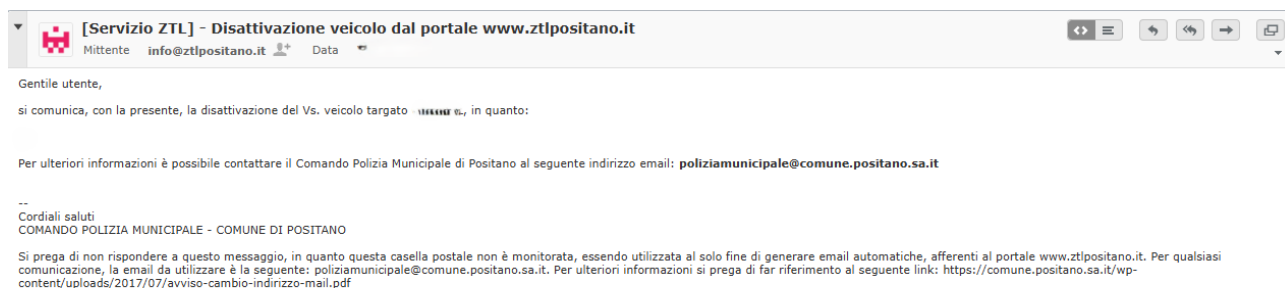 [Servizio ZTL] - Disattivazione veicolo dal portale www.ztlpositano.it
Mittente info@ztlpositano.it Data
Gentile utente,
si comunica, con la presente, la disattivazione del Vs. veicolo targato , in quanto:
Per ulteriori informazioni è possibile contattare il Comando Polizia Municipale di Positano al seguente indirizzo email: poliziamunicipale@comune.positano.sa.it
--
Cordiali saluti
COMANDO POLIZIA MUNICIPALE - COMUNE DI POSITANO
Si prega di non rispondere a questo messaggio, in quanto questa casella postale non è monitorata, essendo utilizzata al solo fine di generare email automatiche, afferenti al portale www.ztlpositano.it. Per qualsiasi
comunicazione, la email da utilizzare è la seguente: poliziamunicipale@comune.positano.sa.it. Per ulteriori informazioni si prega di far riferimento al seguente link: https://comune.positano.sa.it/wp-
content/uploads/2017/07/avviso-cambio-indirizzo-mail.pdf